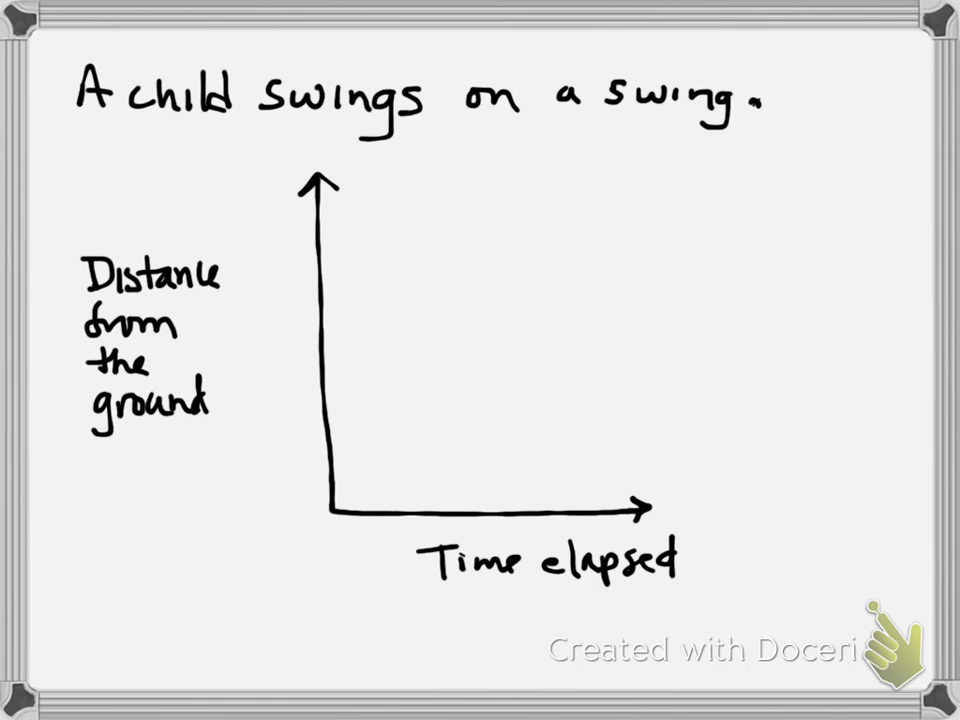 A child swings on a swing.
Distance
from
the
ground
Time elapsed
Created with Doceri